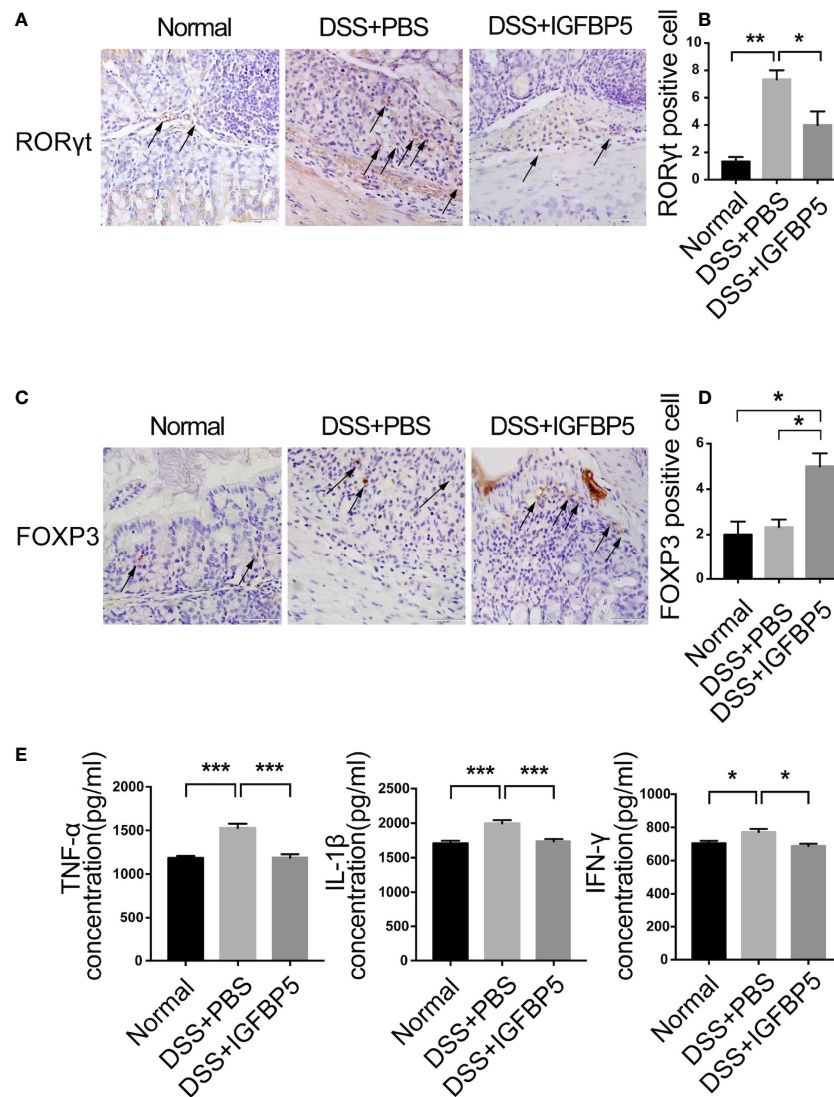 A
Normal
DSS+PBS
DSS+IGFBP5
RORγt
B
**
*
RORγt positive cell
10
8
6
4
2
0
Normal
DSS+PBS
DSS+IGFBP5
C
Normal
DSS+PBS
DSS+IGFBP5
FOXP3
D
*
*
FOXP3 positive cell
6
4
2
0
Normal
DSS+PBS
DSS+IGFBP5
E
TNF-α
concentration(pg/ml)
2000
1500
1000
500
0
***
***
Normal
DSS+PBS
DSS+IGFBP5
IL-1β
concentration(pg/ml)
2500
2000
1500
1000
500
0
***
***
Normal
DSS+PBS
DSS+IGFBP5
IFN-γ
concentration(pg/ml)
1000
800
600
400
200
0
*
*
Normal
DSS+PBS
DSS+IGFBP5